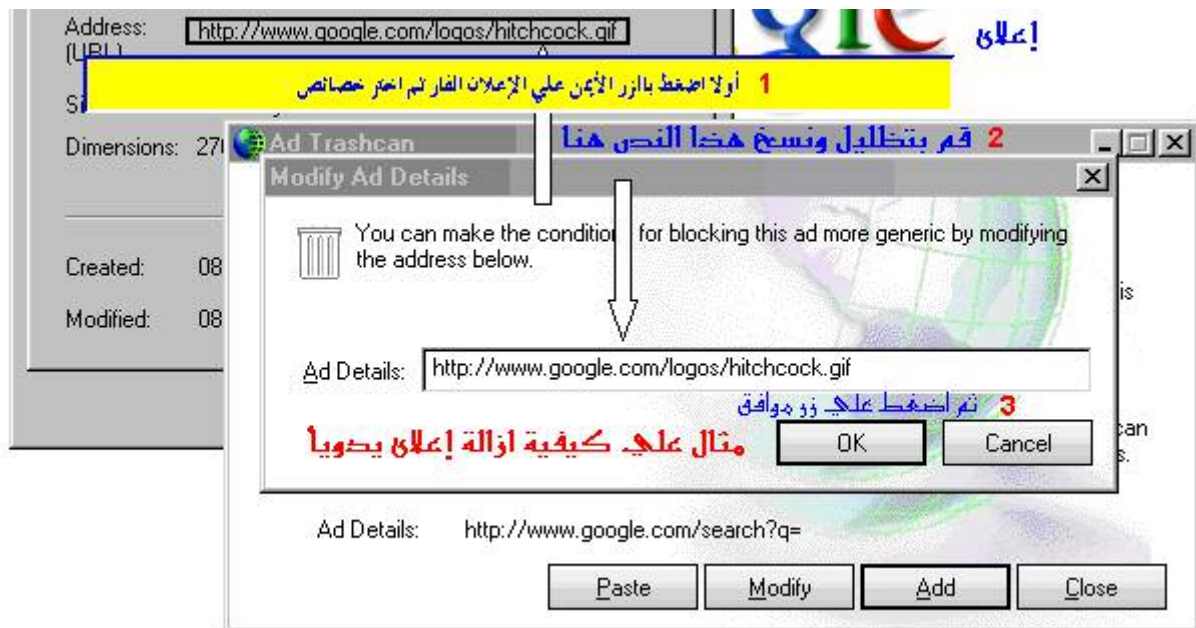 Address: http://www.google.com/logos/hitchcock.gif
(URL)
إعلان
1 أولا اضغط بالزر الأيمن علي الإعلان الفار ثم اختر خصائص
Dimensions:
Ad Trashcan
2 قم بتظليل ونسخ هذا النص هنا
Modify Ad Details
You can make the condition for blocking this ad more generic by modifying
the address below.
Created: 08
Modified: 08
is
Ad Details: http://www.google.com/logos/hitchcock.gif
3 ثم اضغط علي زر موافق
مثال علي كيفية ازالة إعلان يدوياً
OK Cancel
can
s.
Ad Details: http://www.google.com/search?q=
Paste Modify Add Close